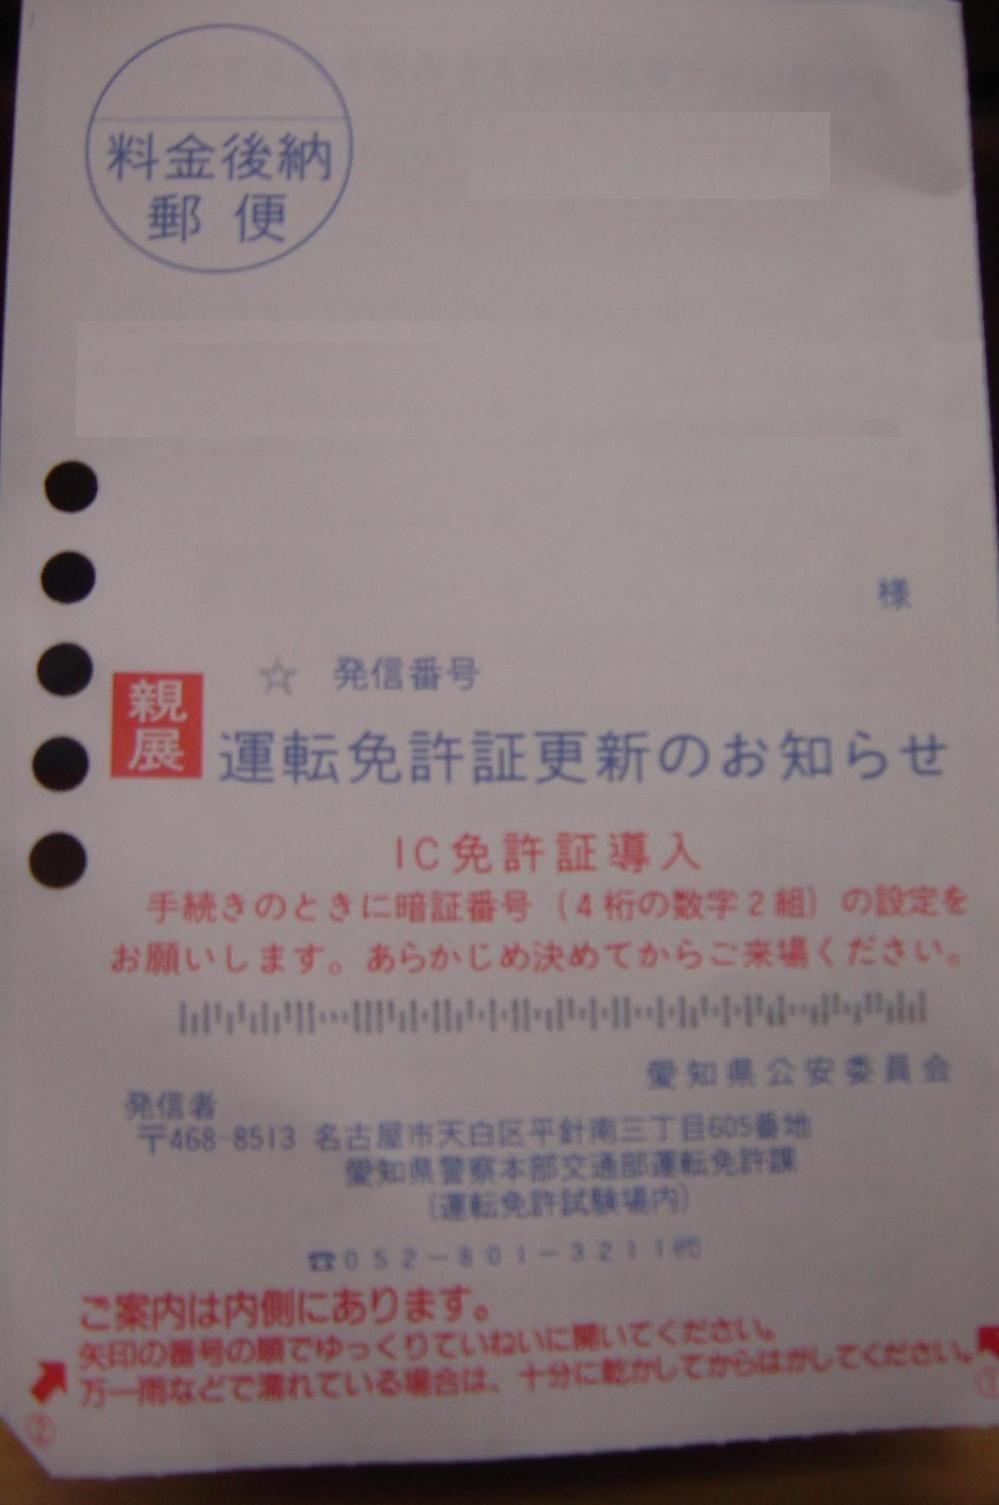 料金後納
郵便
様
☆ 発信番号
親展
運転免許証更新のお知らせ
IC免許証導入
手続きのときに暗証番号(4桁の数字2組)の設定を
お願いします。あらかじめ決めてからご来場ください。
愛知県公安委員会
発信者
〒468-8513 名古屋市天白区平針南三丁目605番地
愛知県警察本部交通部運転免許課
(運転免許試験場内)
☎052-801-3211㈹
ご案内は内側にあります。
矢印の番号の順でゆっくりていねいに開いてください。
万一雨などで濡れている場合は、十分に乾かしてからはがしてください。
②